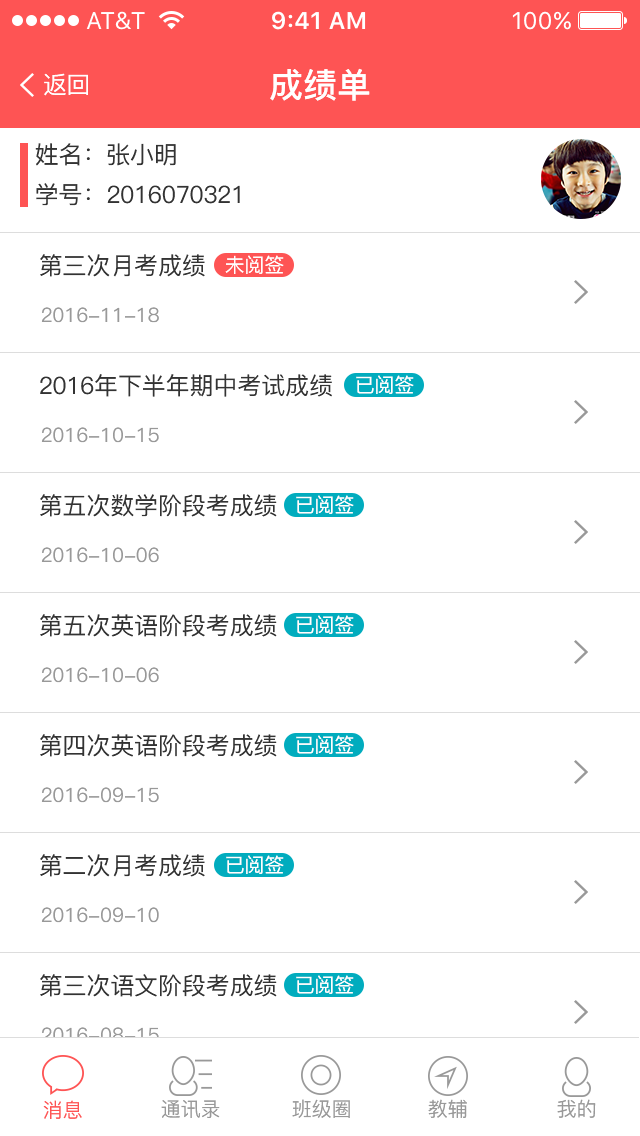 AT&T 9:41 AM 100%
返回 成绩单
姓名：张小明
学号：2016070321
第三次月考成绩 未阅签
2016-11-18
2016年下半年期中考试成绩 已阅签
2016-10-15
第五次数学阶段考成绩 已阅签
2016-10-06
第五次英语阶段考成绩 已阅签
2016-10-06
第四次英语阶段考成绩 已阅签
2016-09-15
第二次月考成绩 已阅签
2016-09-10
第三次语文阶段考成绩 已阅签
2016-08-15
消息 通讯录 班级圈 教辅 我的